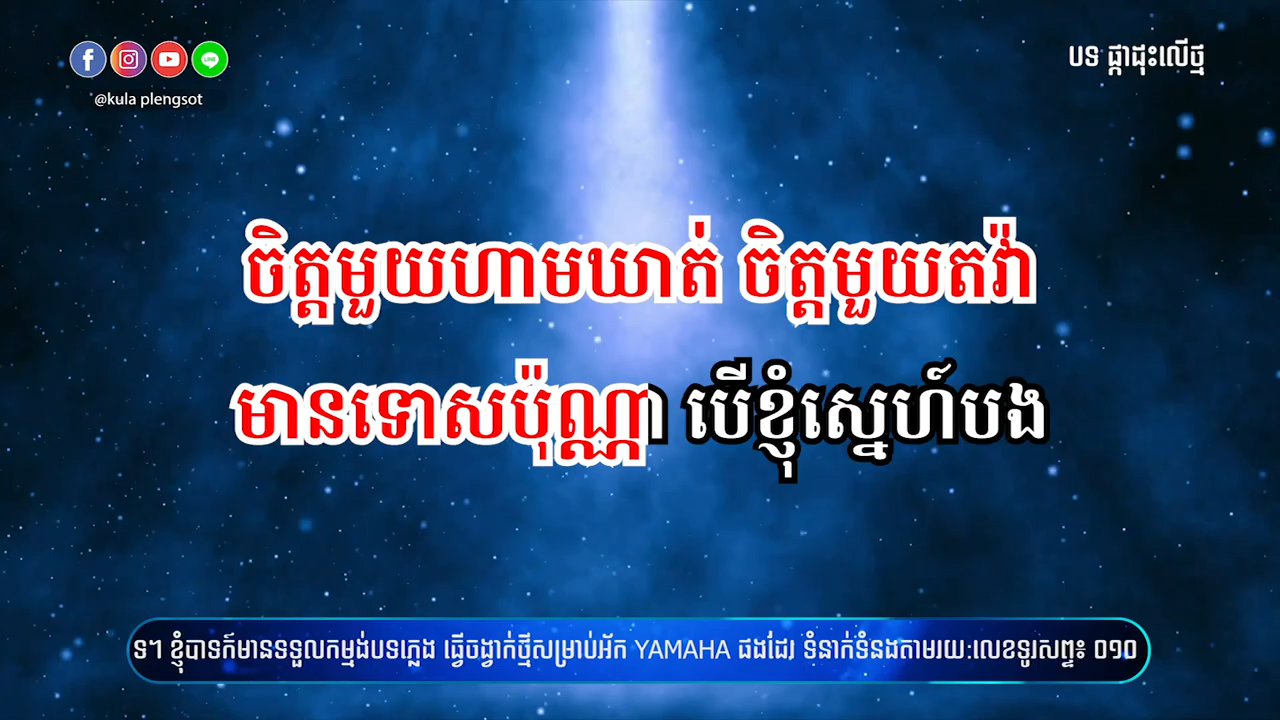 បទ ផ្កាដុះលើថ្ម
@kula plengsot
ចិត្តមួយហាមឃាត់ ចិត្តមួយតវ៉ា
មានទោសប៉ុណ្ណា បើខ្ញុំស្នេហ៍បង
ទៗ ខ្ញុំបាទក៍មានទទួលកម្មង់បទភ្លេង ធ្វើចង្វាក់ថ្មីសម្រាប់អ័ក YAMAHA ផងដែរ ទំនាក់ទំនងតាមរយៈលេខទូរសព្ទ៖ ០១០